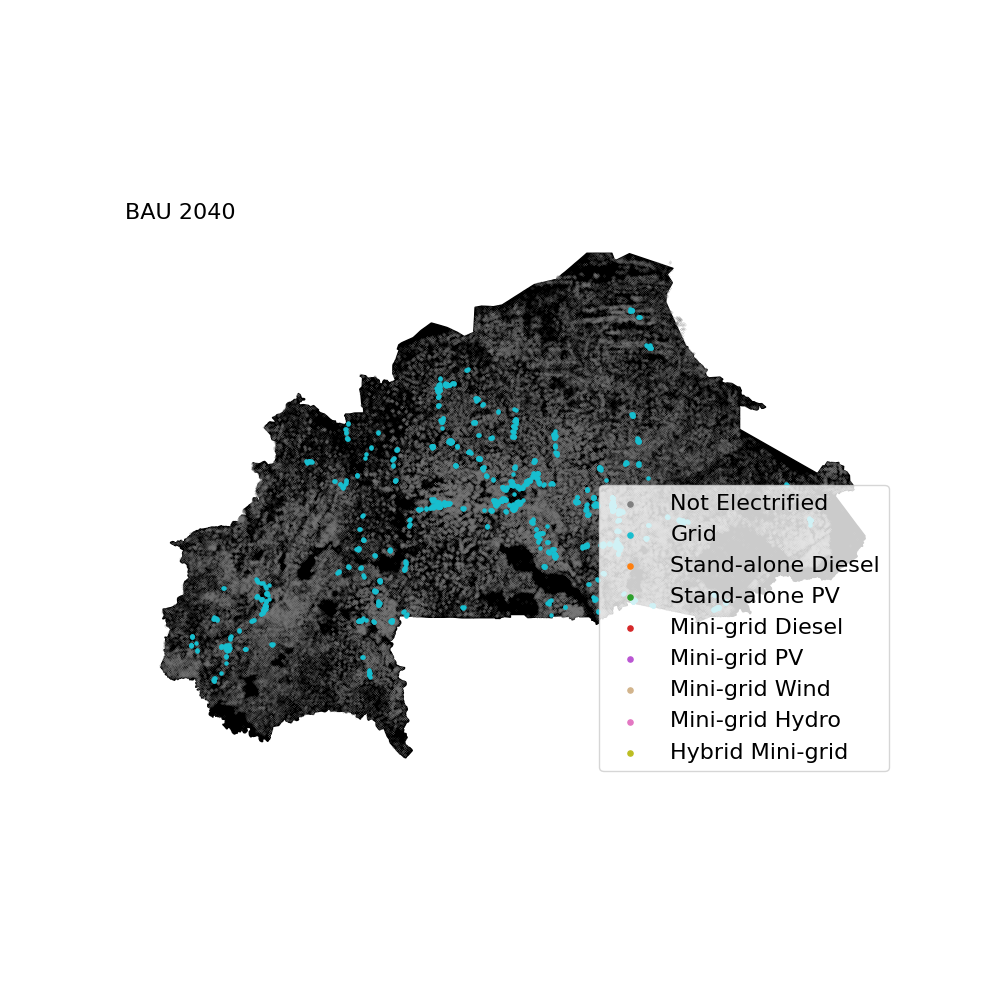 BAU 2040
Not Electrified
Grid
Stand-alone Diesel
Stand-alone PV
Mini-grid Diesel
Mini-grid PV
Mini-grid Wind
Mini-grid Hydro
Hybrid Mini-grid